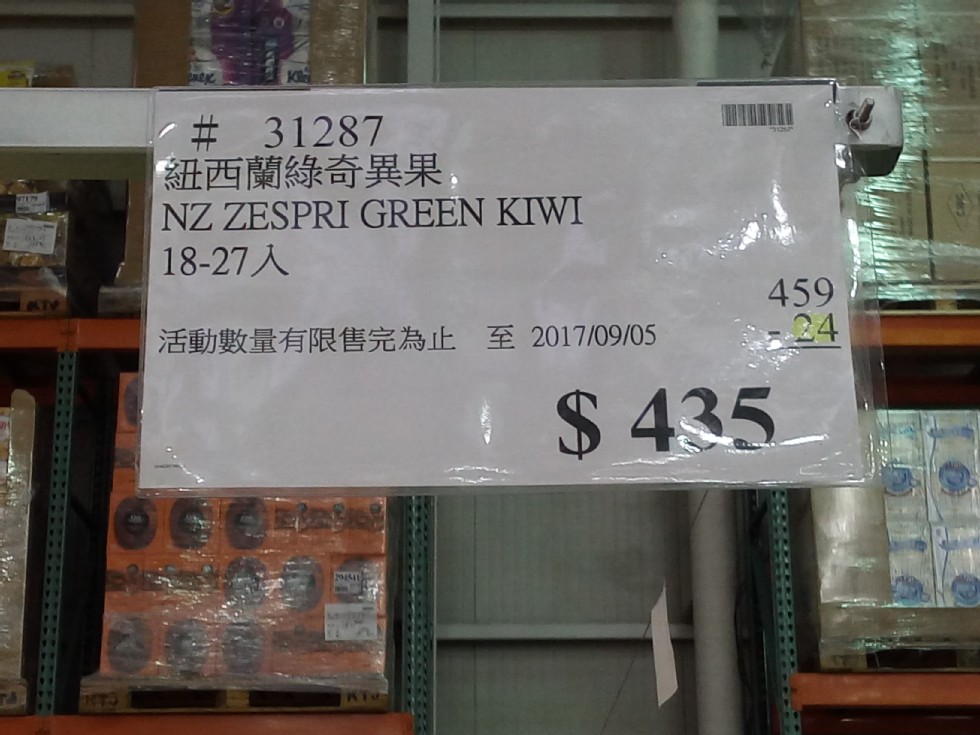 # 31287
紐西蘭綠奇異果
NZ ZESPRI GREEN KIWI
18-27入
459
- 24
活動數量有限售完為止 至 2017/09/05
$ 435